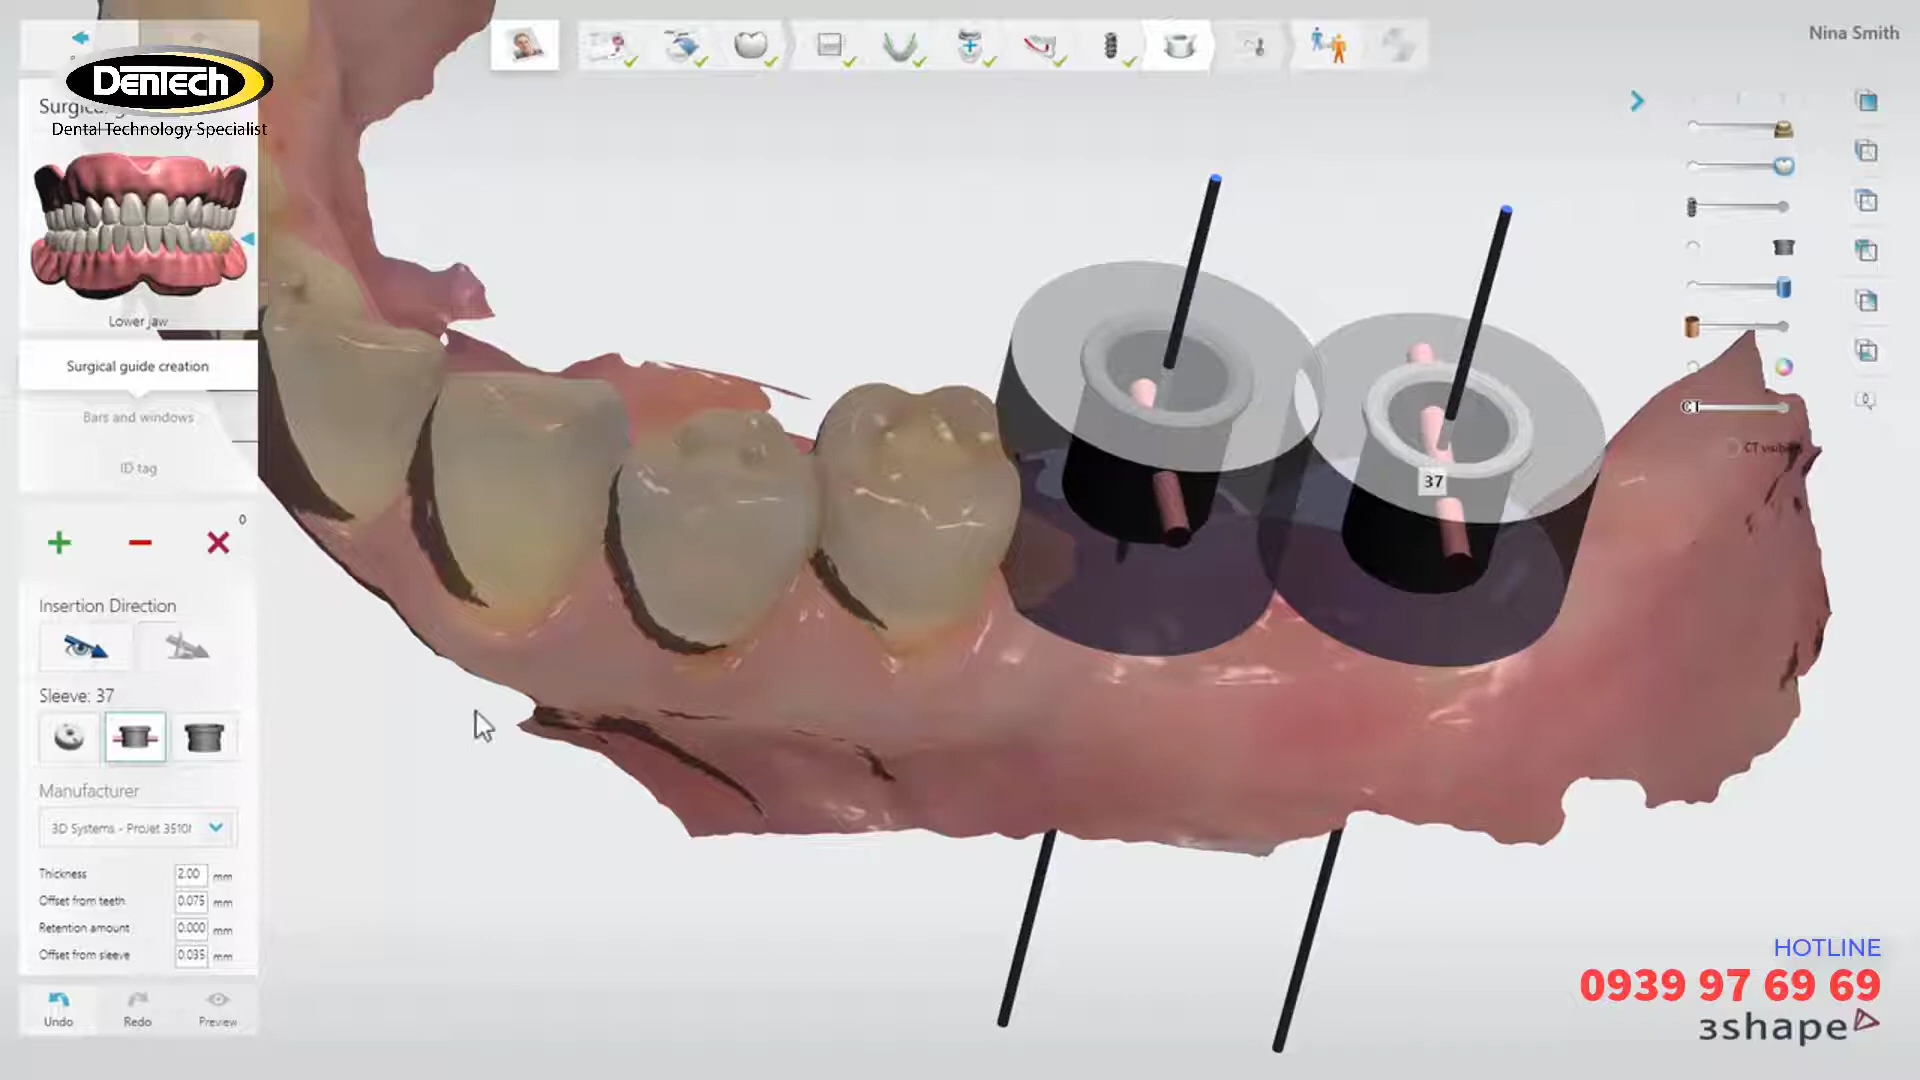 Nina Smith
DENTECH
Dental Technology Specialist
Lower jaw
Surgical guide creation
Bars and windows
ID tag
0
Insertion Direction
Sleeve: 37
Manufacturer
3D Systems - Projet 3510
Thickness 2.00 mm
Offset from teeth 0.075 mm
Retention amount 0.000 mm
Offset from sleeve 0.035 mm
Undo Redo Preview
37
CT
CT
HOTLINE
0939 97 69 69
3shape